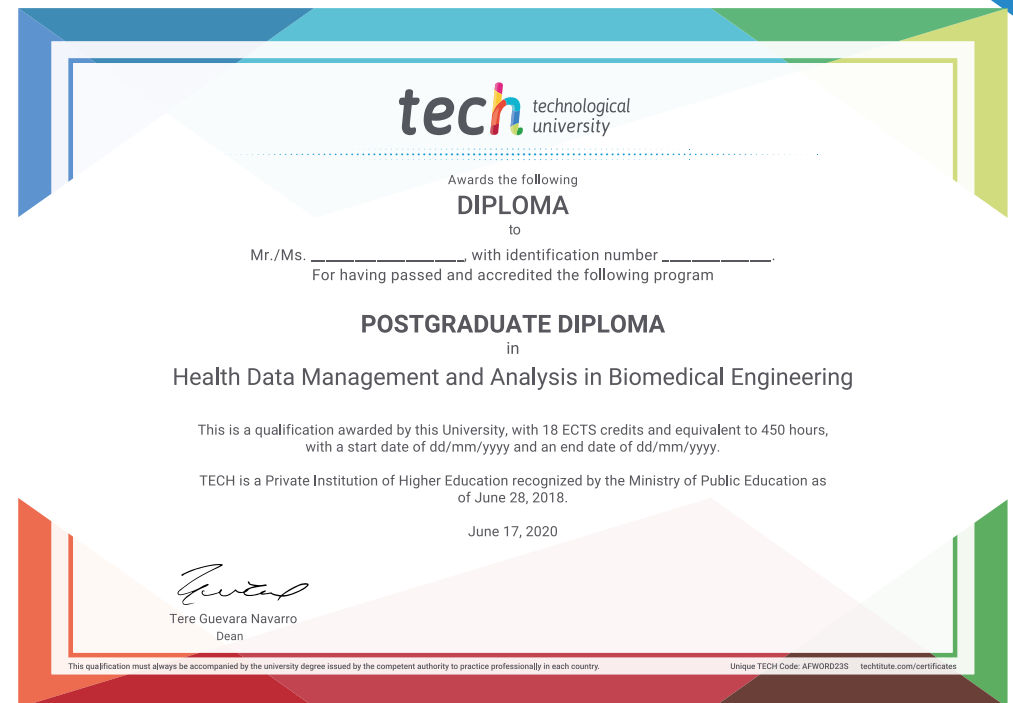 tech technological
university
Awards the following
DIPLOMA
to
Mr./Ms. ______________, with identification number __________.
For having passed and accredited the following program
POSTGRADUATE DIPLOMA
in
Health Data Management and Analysis in Biomedical Engineering
This is a qualification awarded by this University, with 18 ECTS credits and equivalent to 450 hours,
with a start date of dd/mm/yyyy and an end date of dd/mm/yyyy.
TECH is a Private Institution of Higher Education recognized by the Ministry of Public Education as
of June 28, 2018.
June 17, 2020
Tere Guevara Navarro
Dean
This qualification must always be accompanied by the university degree issued by the competent authority to practice professionally in each country. Unique TECH Code: AFWORD23S techtitute.com/certificates